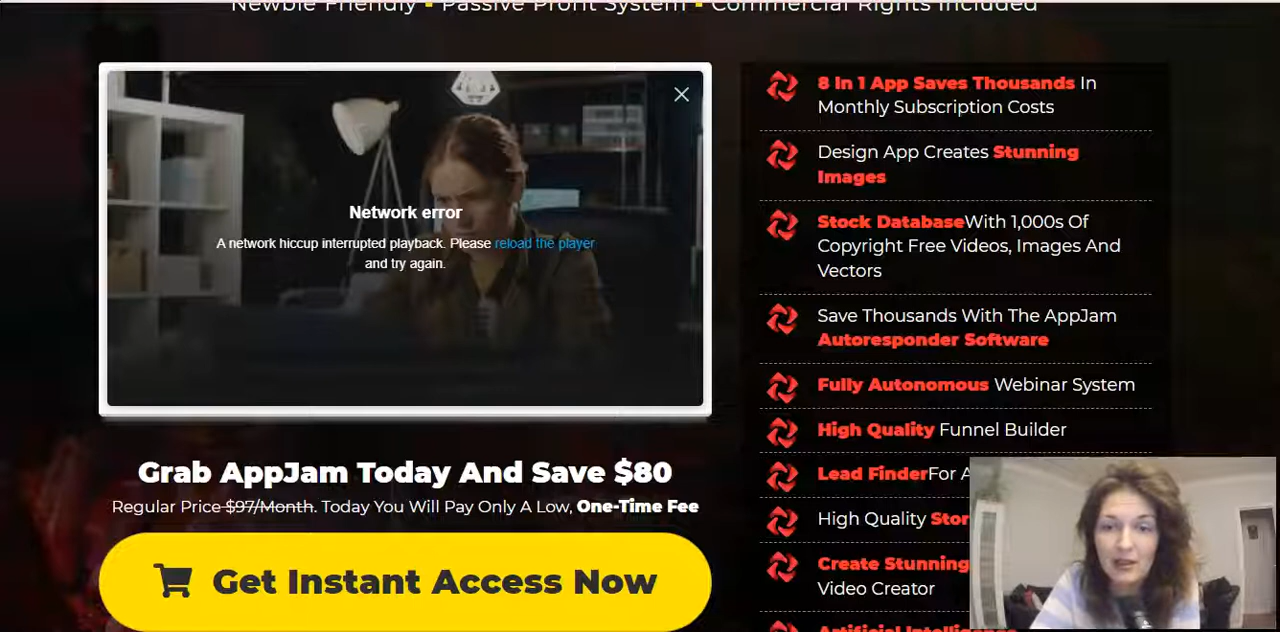 Newbie Friendly ▪ Passive Profit System ▪ Commercial Rights Included
Network error
A network hiccup interrupted playback. Please reload the player
and try again.
Grab AppJam Today And Save $80
Regular Price $97/Month. Today You Will Pay Only A Low, One-Time Fee
Get Instant Access Now
8 In 1 App Saves Thousands In
Monthly Subscription Costs
Design App Creates Stunning
Images
Stock DatabaseWith 1,000s Of
Copyright Free Videos, Images And
Vectors
Save Thousands With The AppJam
Autoresponder Software
Fully Autonomous Webinar System
High Quality Funnel Builder
Lead FinderFor A
High Quality Stor
Create Stunning
Video Creator
Artificial Intelligence